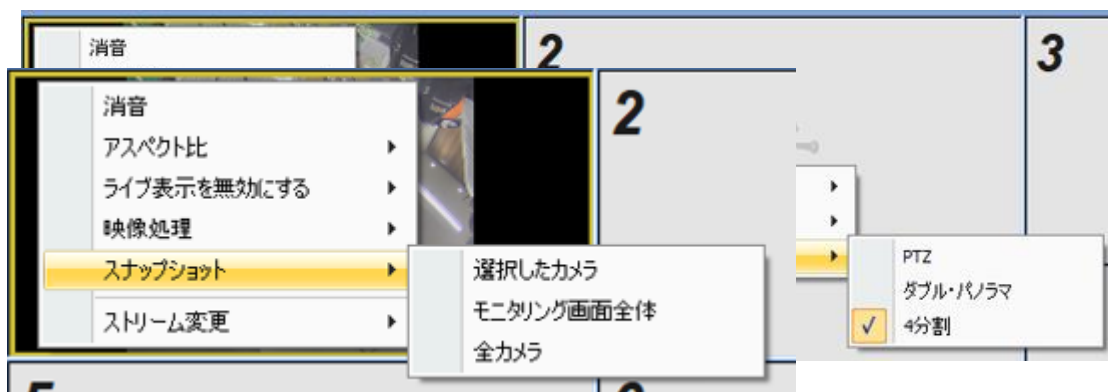 消音
2
3
消音
アスペクト比
ライブ表示を無効にする
映像処理
スナップショット
ストリーム変更
2
選択したカメラ
モニタリング画面全体
全カメラ
PTZ
ダブル・パノラマ
4分割